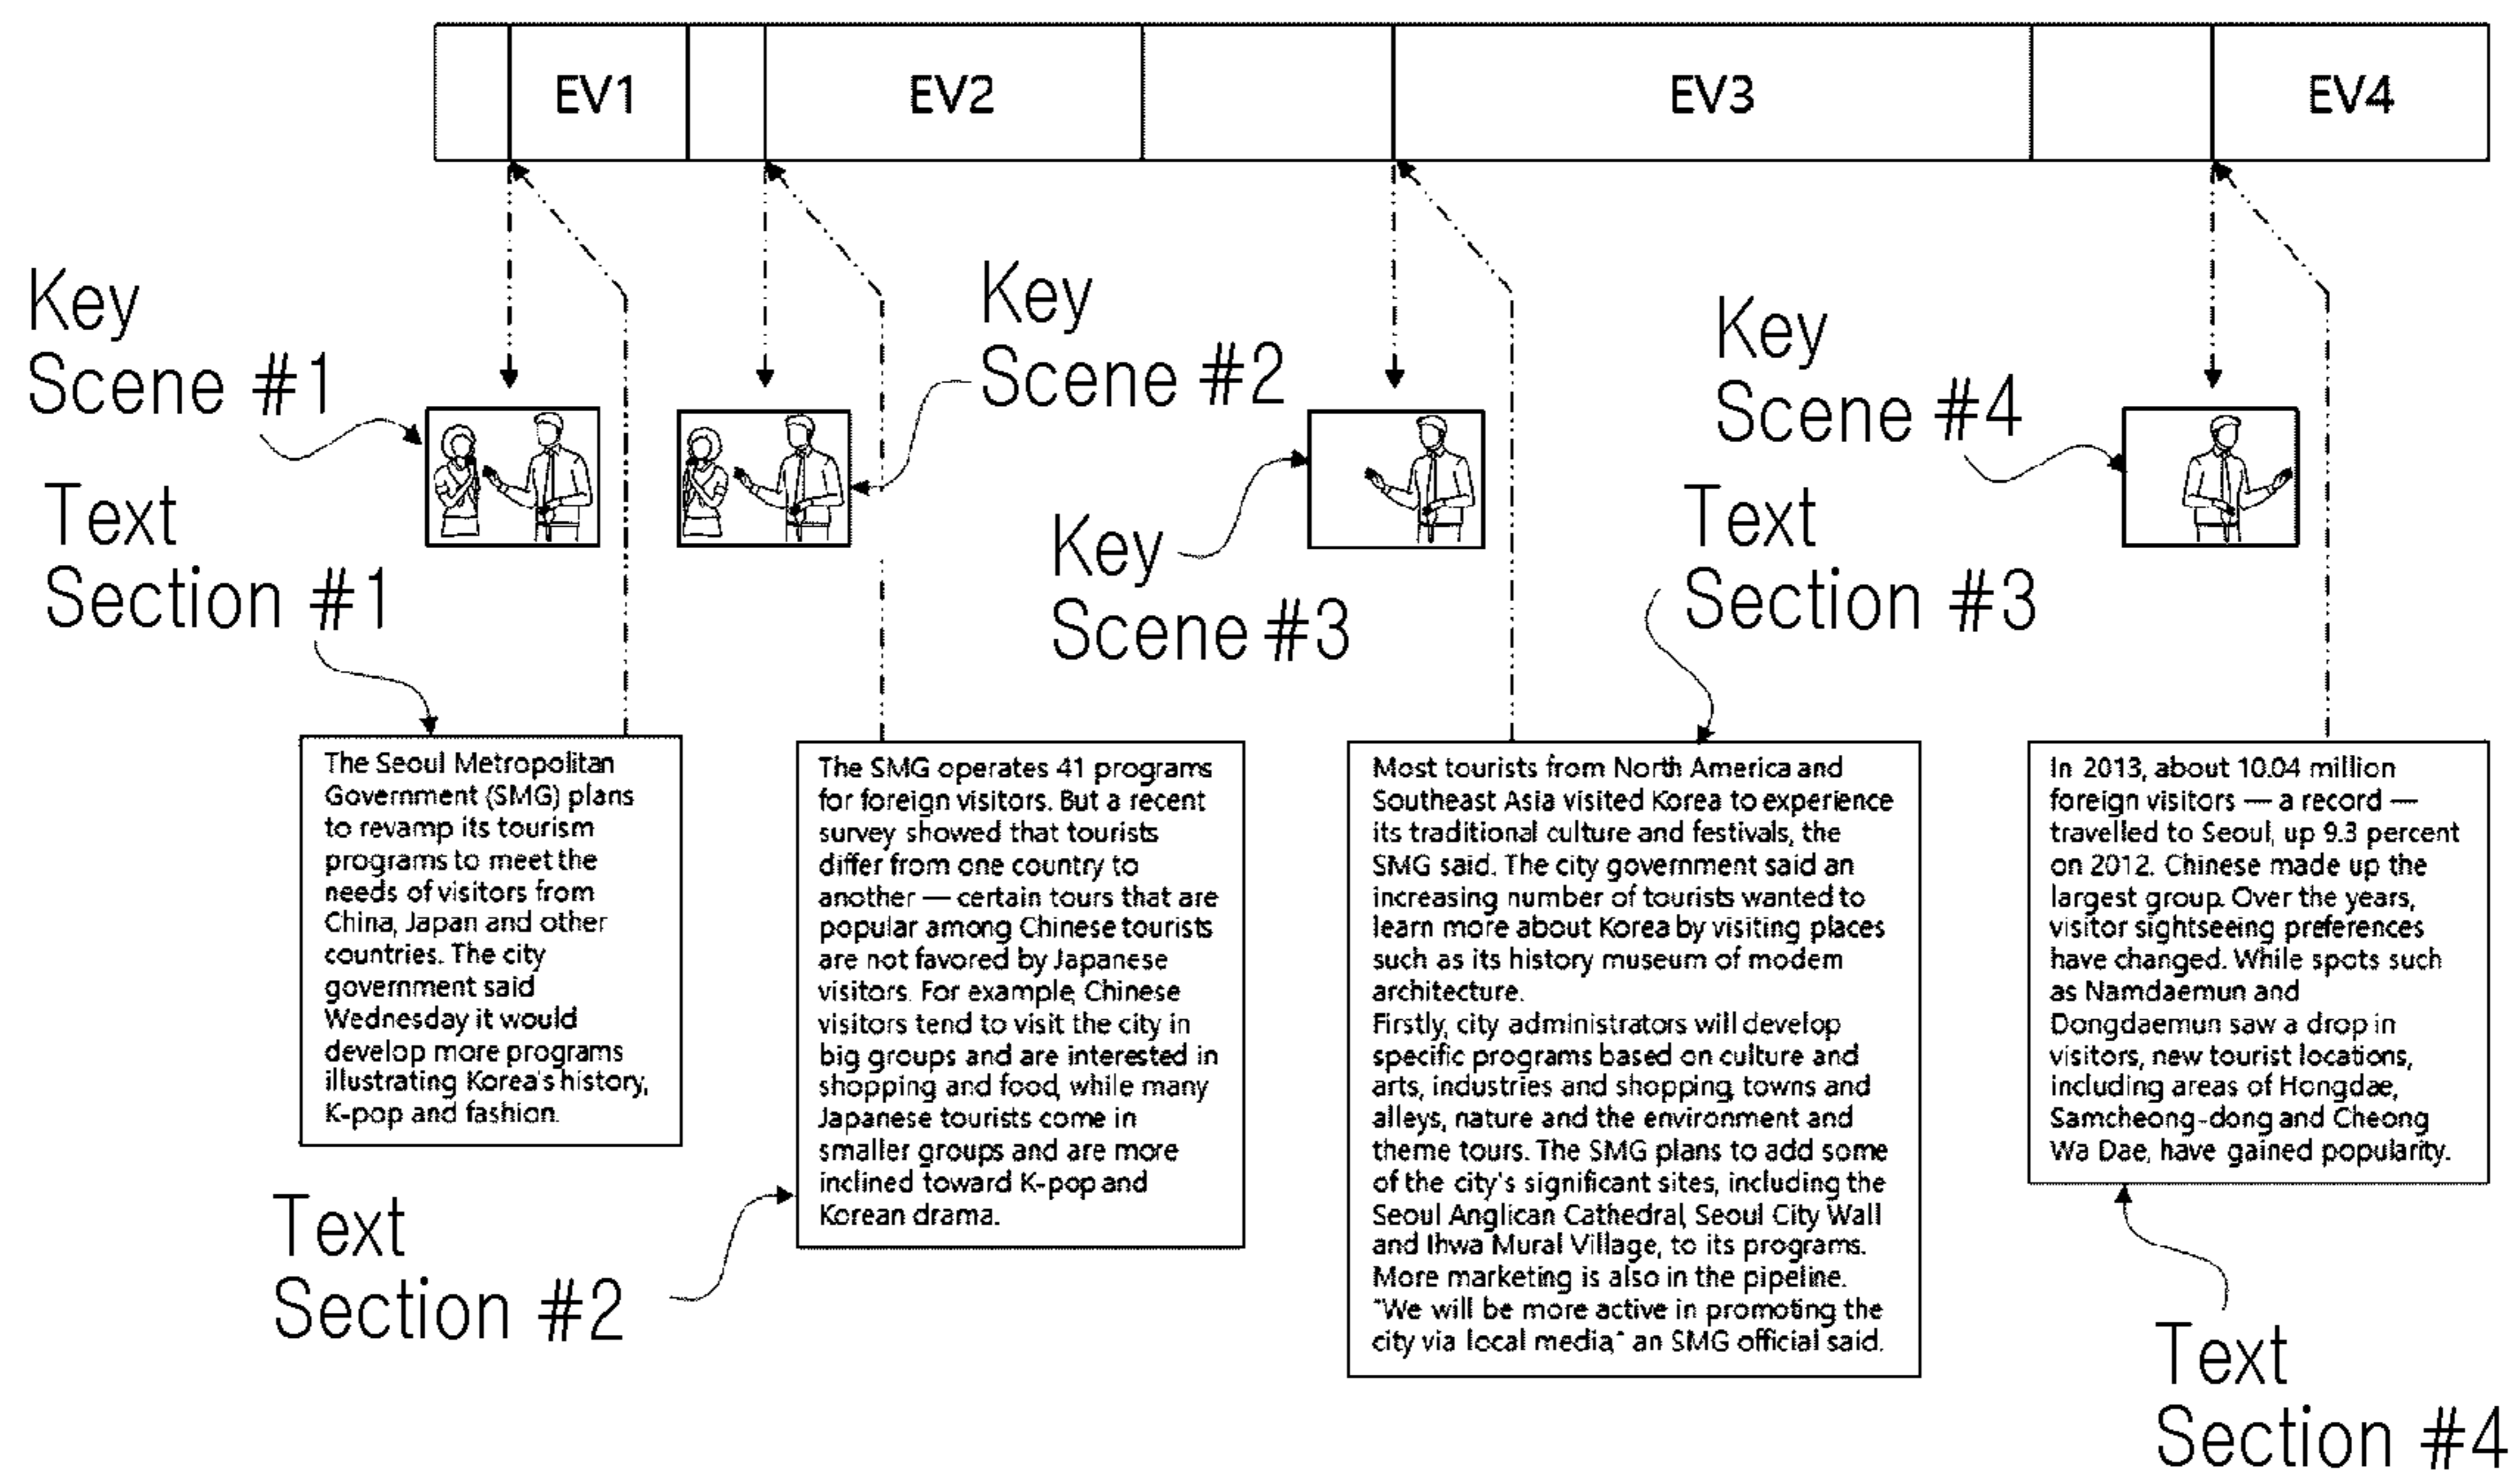 EV1
EV2
EV3
EV4
Key
Scene #1
Key
Scene #2
Key
Scene #3
Key
Scene #4
Text
Section #1
Text
Section #3
The Seoul Metropolitan
Government (SMG) plans
to revamp its tourism
programs to meet the
needs of visitors from
China, Japan and other
countries. The city
government said
Wednesday it would
develop more programs
illustrating Korea's history,
K-pop and fashion.
The SMG operates 41 programs
for foreign visitors. But a recent
survey showed that tourists
differ from one country to
another — certain tours that are
popular among Chinese tourists
are not favored by Japanese
visitors. For example, Chinese
visitors tend to visit the city in
big groups and are interested in
shopping and food, while many
Japanese tourists come in
smaller groups and are more
inclined toward K-pop and
Korean drama.
Most tourists from North America and
Southeast Asia visited Korea to experience
its traditional culture and festivals, the
SMG said. The city government said an
increasing number of tourists wanted to
learn more about Korea by visiting places
such as its history museum of modern
architecture.
Firstly, city administrators will develop
specific programs based on culture and
arts, industries and shopping, towns and
alleys, nature and the environment and
theme tours. The SMG plans to add some
of the city's significant sites, including the
Seoul Anglican Cathedral, Seoul City Wall
and Ihwa Mural Village, to its programs.
More marketing is also in the pipeline.
"We will be more active in promoting the
city via local media," an SMG official said.
In 2013, about 10.04 million
foreign visitors — a record —
travelled to Seoul, up 9.3 percent
on 2012. Chinese made up the
largest group. Over the years,
visitor sightseeing preferences
have changed. While spots such
as Namdaemun and
Dongdaemun saw a drop in
visitors, new tourist locations,
including areas of Hongdae,
Samcheong-dong and Cheong
Wa Dae, have gained popularity.
Text
Section #2
Text
Section #4